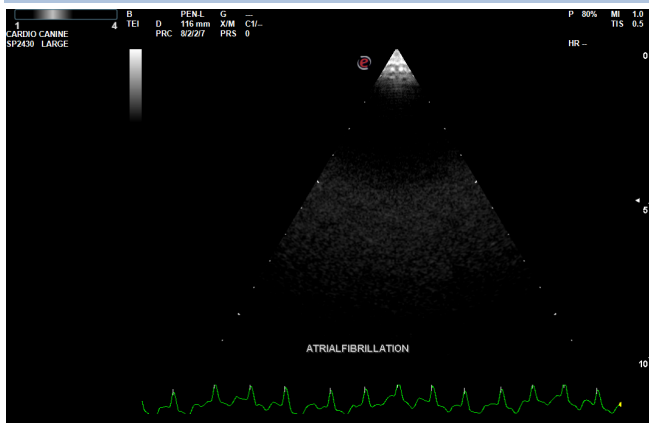 B PEN-L G — P 80% MI 1.0
1 4 TEI D 116 mm X/M C1/-- TIS 0.5
CARDIO CANINE PRC 8/2/2/7 PRS 0
SP2430 LARGE HR --
0
e
5
ATRIALFIBRILLATION
10